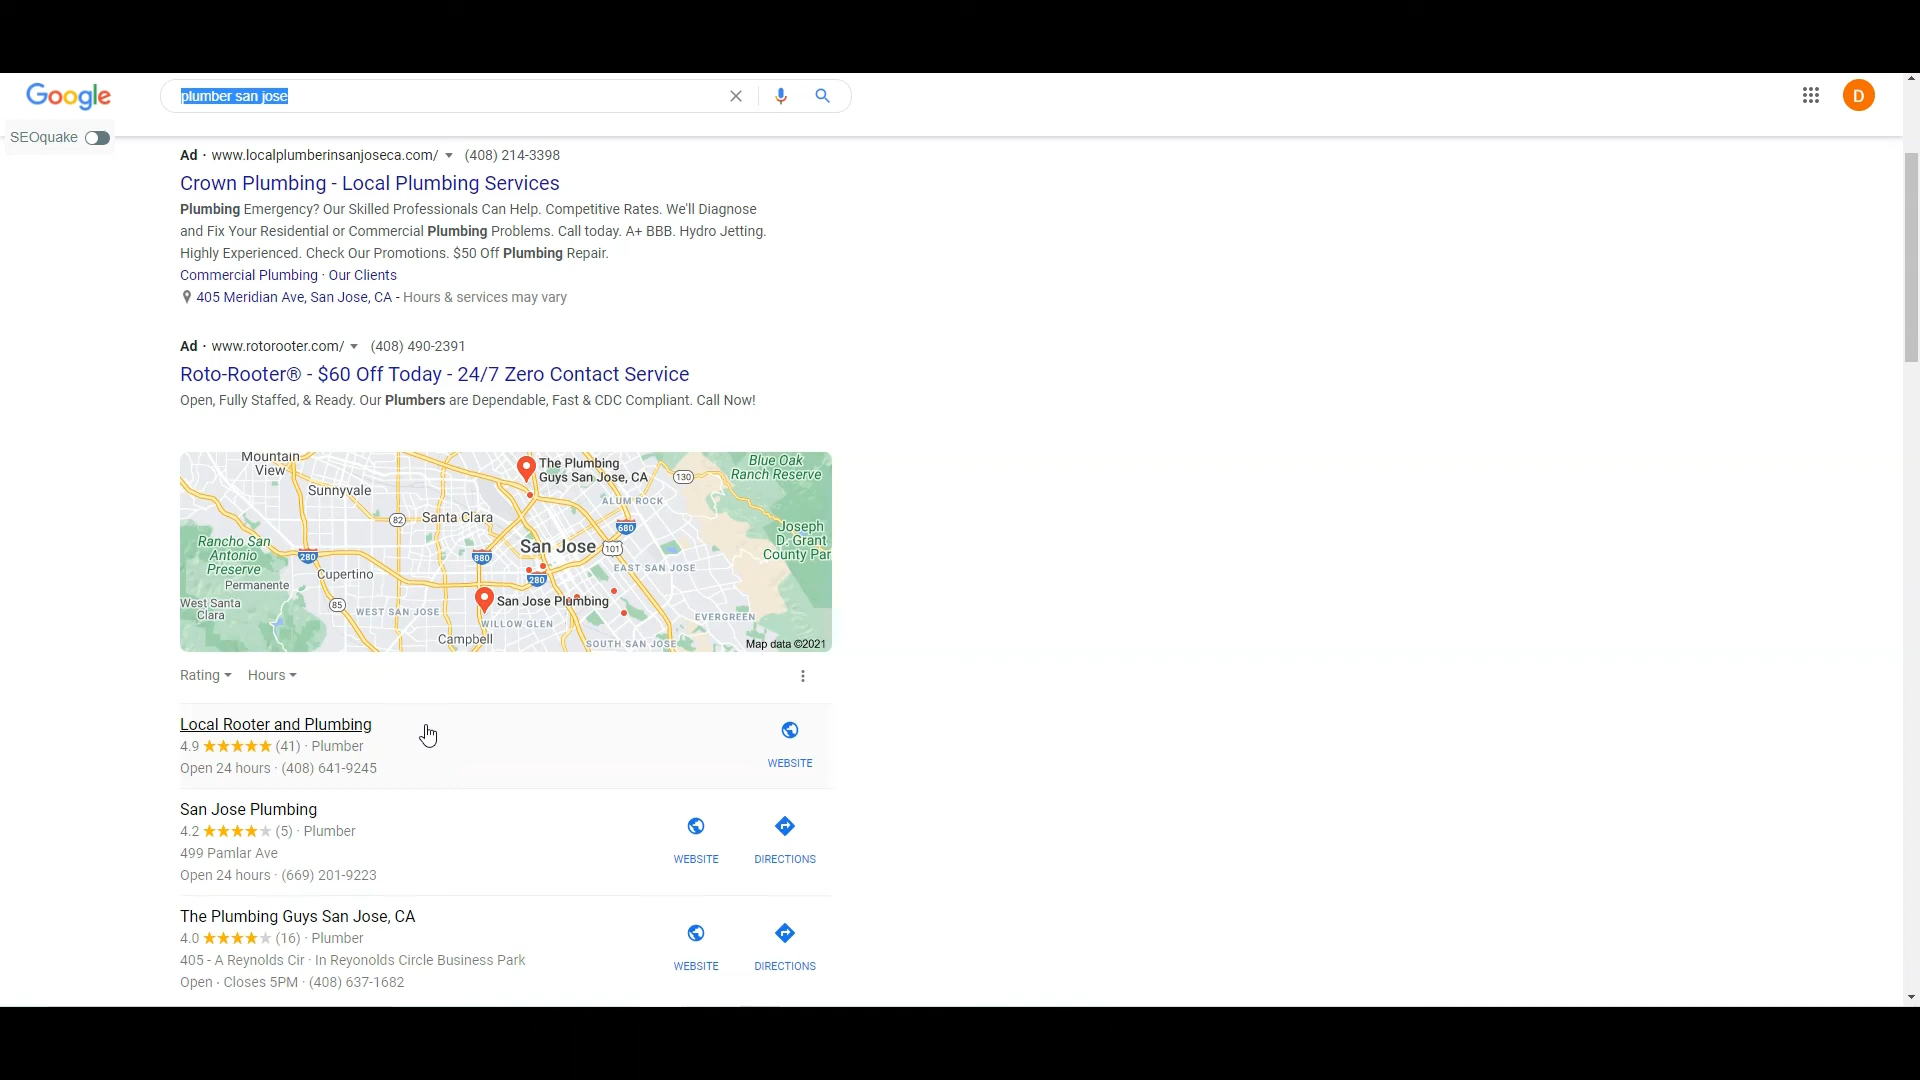 Google
plumber san jose
D
SEOquake
Ad · www.localplumberinsanjoseca.com/ (408) 214-3398
Crown Plumbing - Local Plumbing Services
Plumbing Emergency? Our Skilled Professionals Can Help. Competitive Rates. We'll Diagnose
and Fix Your Residential or Commercial Plumbing Problems. Call today. A+ BBB. Hydro Jetting.
Highly Experienced. Check Our Promotions. $50 Off Plumbing Repair.
Commercial Plumbing · Our Clients
405 Meridian Ave, San Jose, CA - Hours & services may vary
Ad · www.rotorooter.com/ (408) 490-2391
Roto-Rooter® - $60 Off Today - 24/7 Zero Contact Service
Open, Fully Staffed, & Ready. Our Plumbers are Dependable, Fast & CDC Compliant. Call Now!
Mountain
View
The Plumbing
Guys San Jose, CA
130
Blue Oak
Ranch Reserve
Sunnyvale
ALUM ROCK
82
Santa Clara
680
Joseph
D. Grant
County Par
Rancho San
Antonio
Preserve
280
880
San Jose
101
Permanente
Cupertino
280
EAST SAN JOSE
West Santa
Clara
85
WEST SAN JOSE
San Jose Plumbing
WILLOW GLEN
EVERGREEN
Campbell
SOUTH SAN JOSE
Map data ©2021
Rating
Hours
Local Rooter and Plumbing
4.9 (41) · Plumber
Open 24 hours · (408) 641-9245
WEBSITE
San Jose Plumbing
4.2 (5) · Plumber
499 Pamlar Ave
Open 24 hours · (669) 201-9223
WEBSITE
DIRECTIONS
The Plumbing Guys San Jose, CA
4.0 (16) · Plumber
405 - A Reynolds Cir · In Reyonolds Circle Business Park
Open · Closes 5PM · (408) 637-1682
WEBSITE
DIRECTIONS